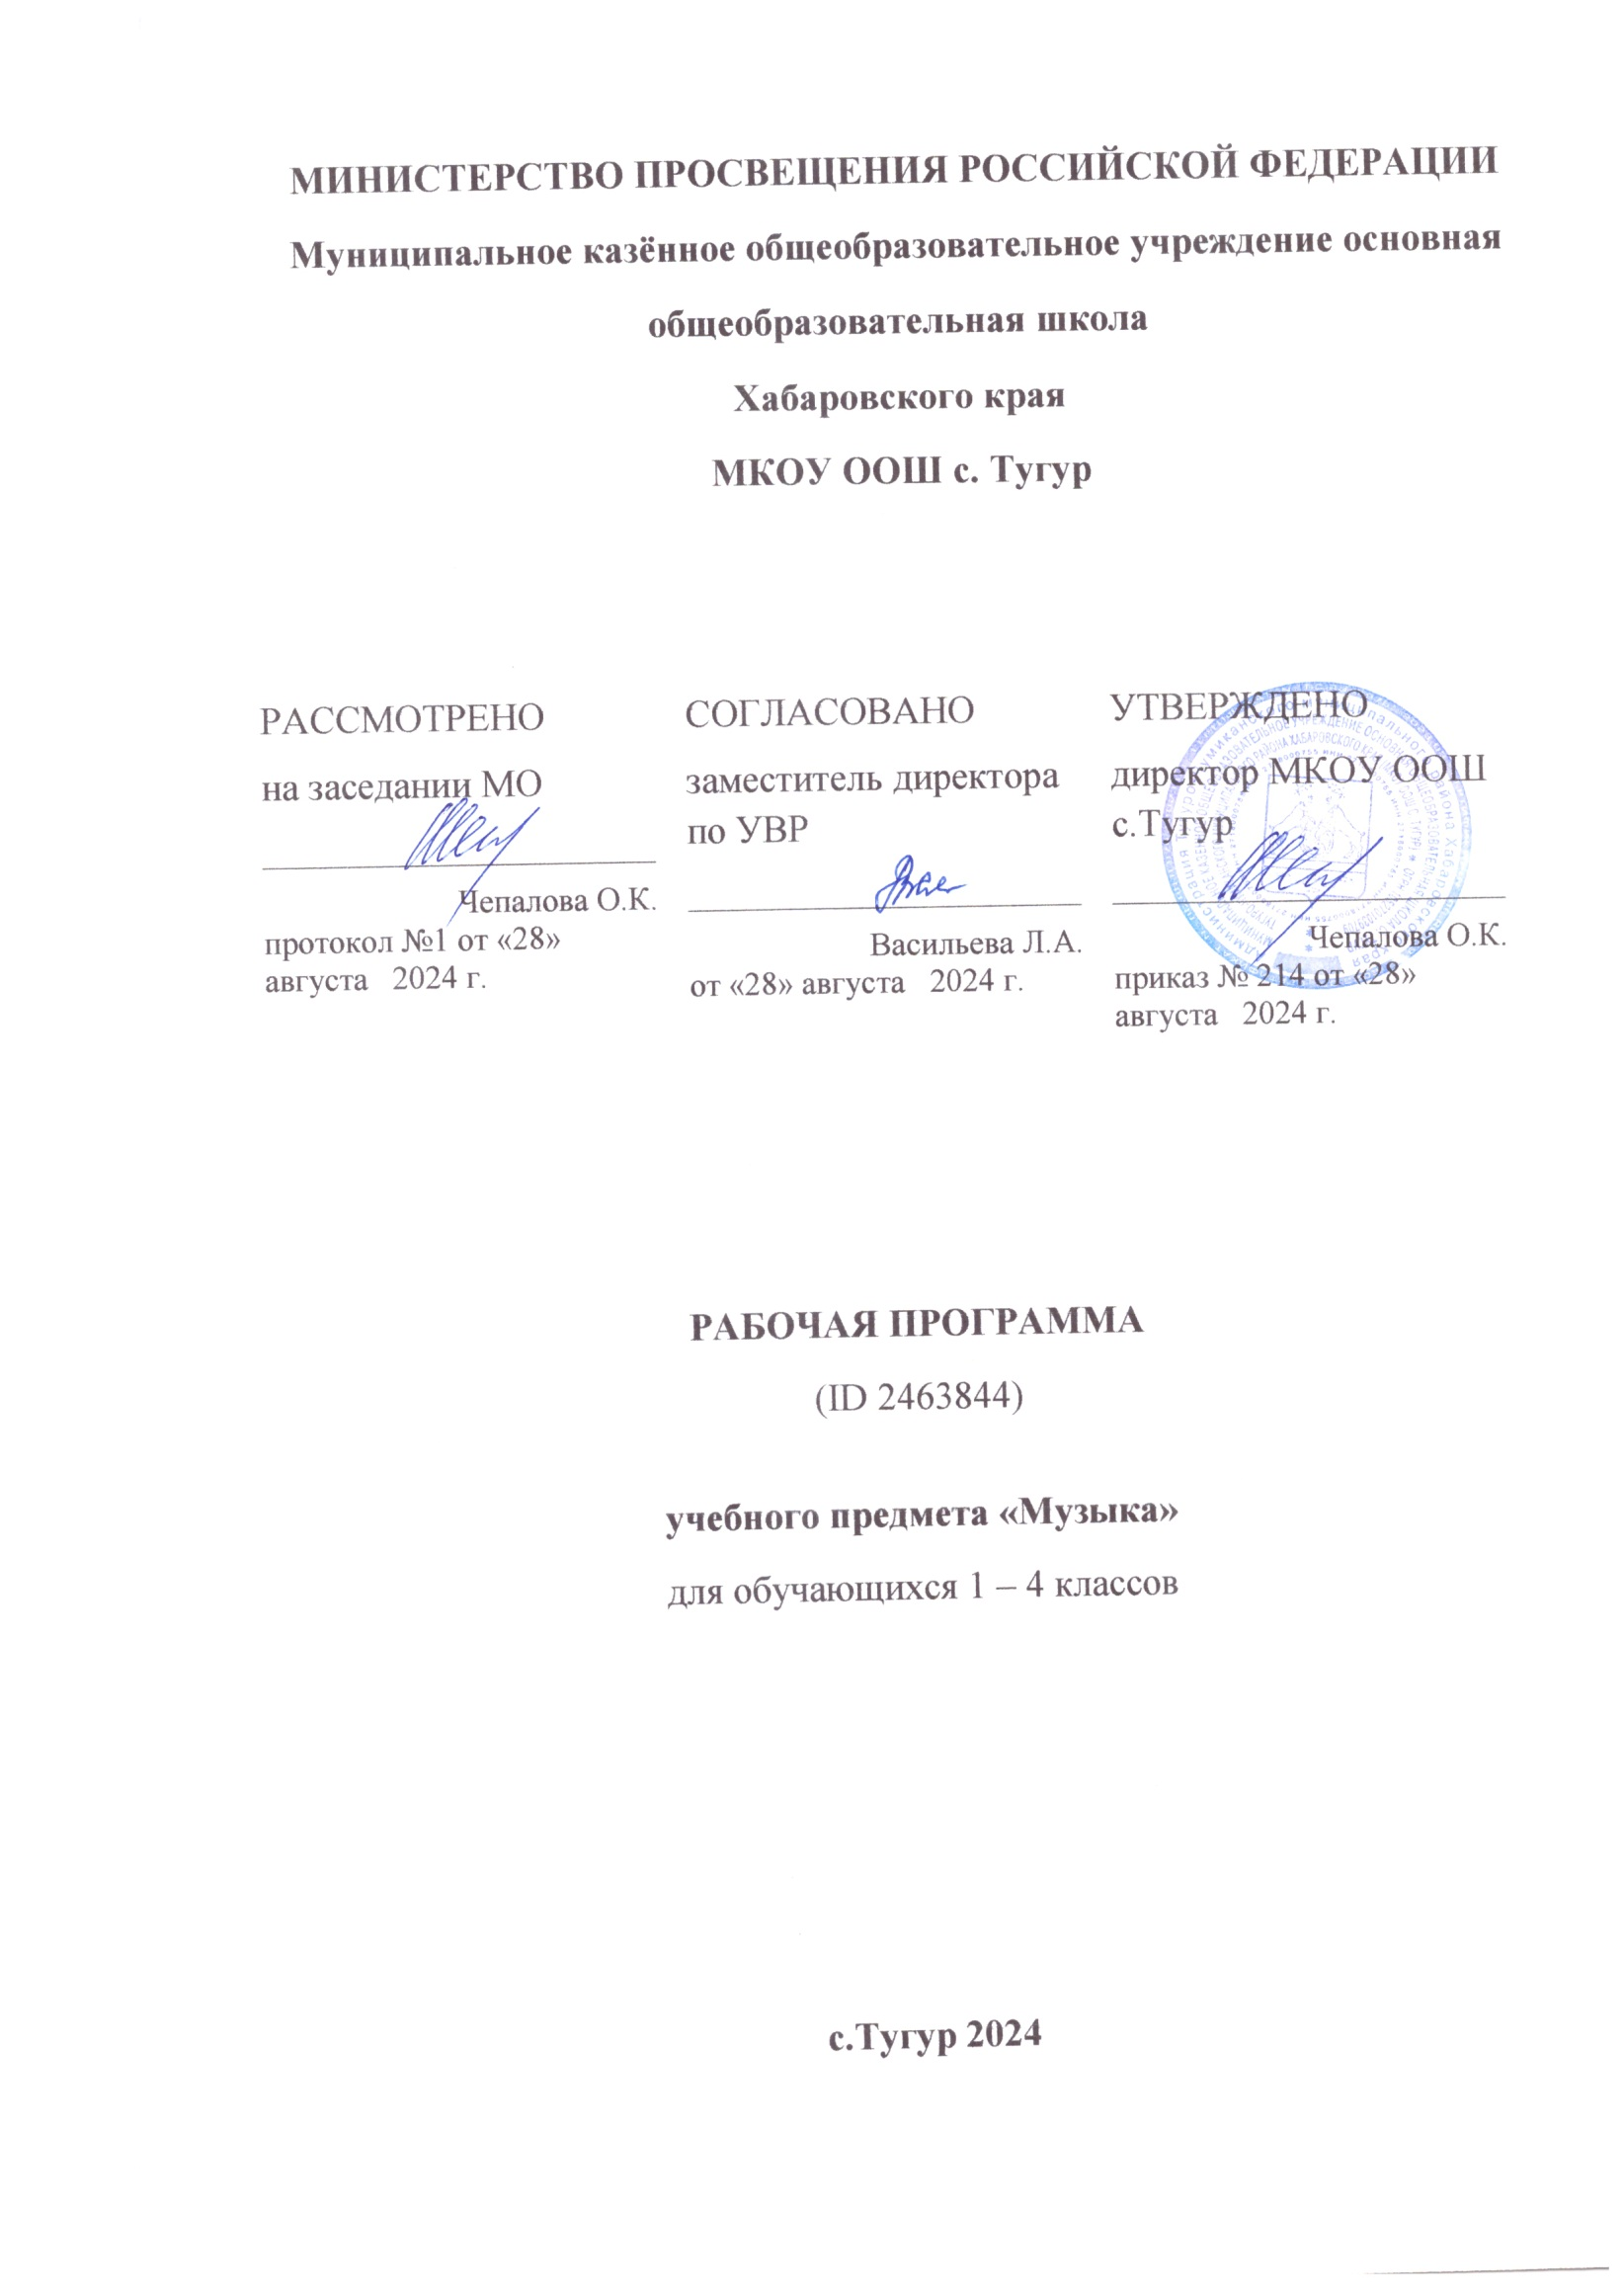 МИНИСТЕРСТВО ПРОСВЕЩЕНИЯ РОССИЙСКОЙ ФЕДЕРАЦИИ
Муниципальное казённое общеобразовательное учреждение основная
общеобразовательная школа
Хабаровского края
МКОУ ООШ с. Тугур
РАССМОТРЕНО
на заседании МО
Чепалова О.К.
протокол №1 от «28»
августа 2024 г.
СОГЛАСОВАНО
заместитель директора
по УВР
Васильева Л.А.
от «28» августа 2024 г.
УТВЕРЖДЕНО
директор МКОУ ООШ
с.Тугур
Чепалова О.К.
приказ № 214 от «28»
августа 2024 г.
РАБОЧАЯ ПРОГРАММА
(ID 2463844)
учебного предмета «Музыка»
для обучающихся 1 – 4 классов
с.Тугур 2024